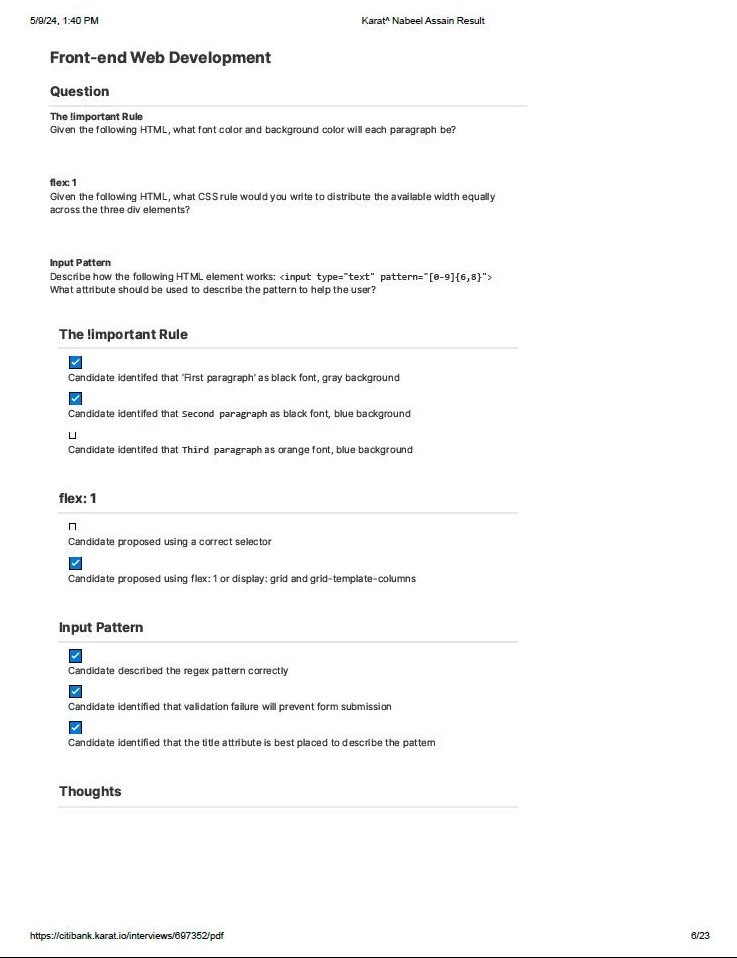 5/9/24, 1:40 PM
Karat^ Nabeel Assain Result
Front-end Web Development
Question
The !important Rule
Given the following HTML, what font color and background color will each paragraph be?
flex: 1
Given the following HTML, what CSS rule would you write to distribute the available width equally
across the three div elements?
Input Pattern
Describe how the following HTML element works: <input type="text" pattern="[0-9]{6,8}">
What attribute should be used to describe the pattern to help the user?
The !important Rule
Candidate identifed that 'First paragraph' as black font, gray background
Candidate identifed that Second paragraph as black font, blue background
Candidate identifed that Third paragraph as orange font, blue background
flex: 1
Candidate proposed using a correct selector
Candidate proposed using flex: 1 or display: grid and grid-template-columns
Input Pattern
Candidate described the regex pattern correctly
Candidate identified that validation failure will prevent form submission
Candidate identified that the title attribute is best placed to describe the pattern
Thoughts
https://citibank.karat.io/interviews/697352/pdf
6/23